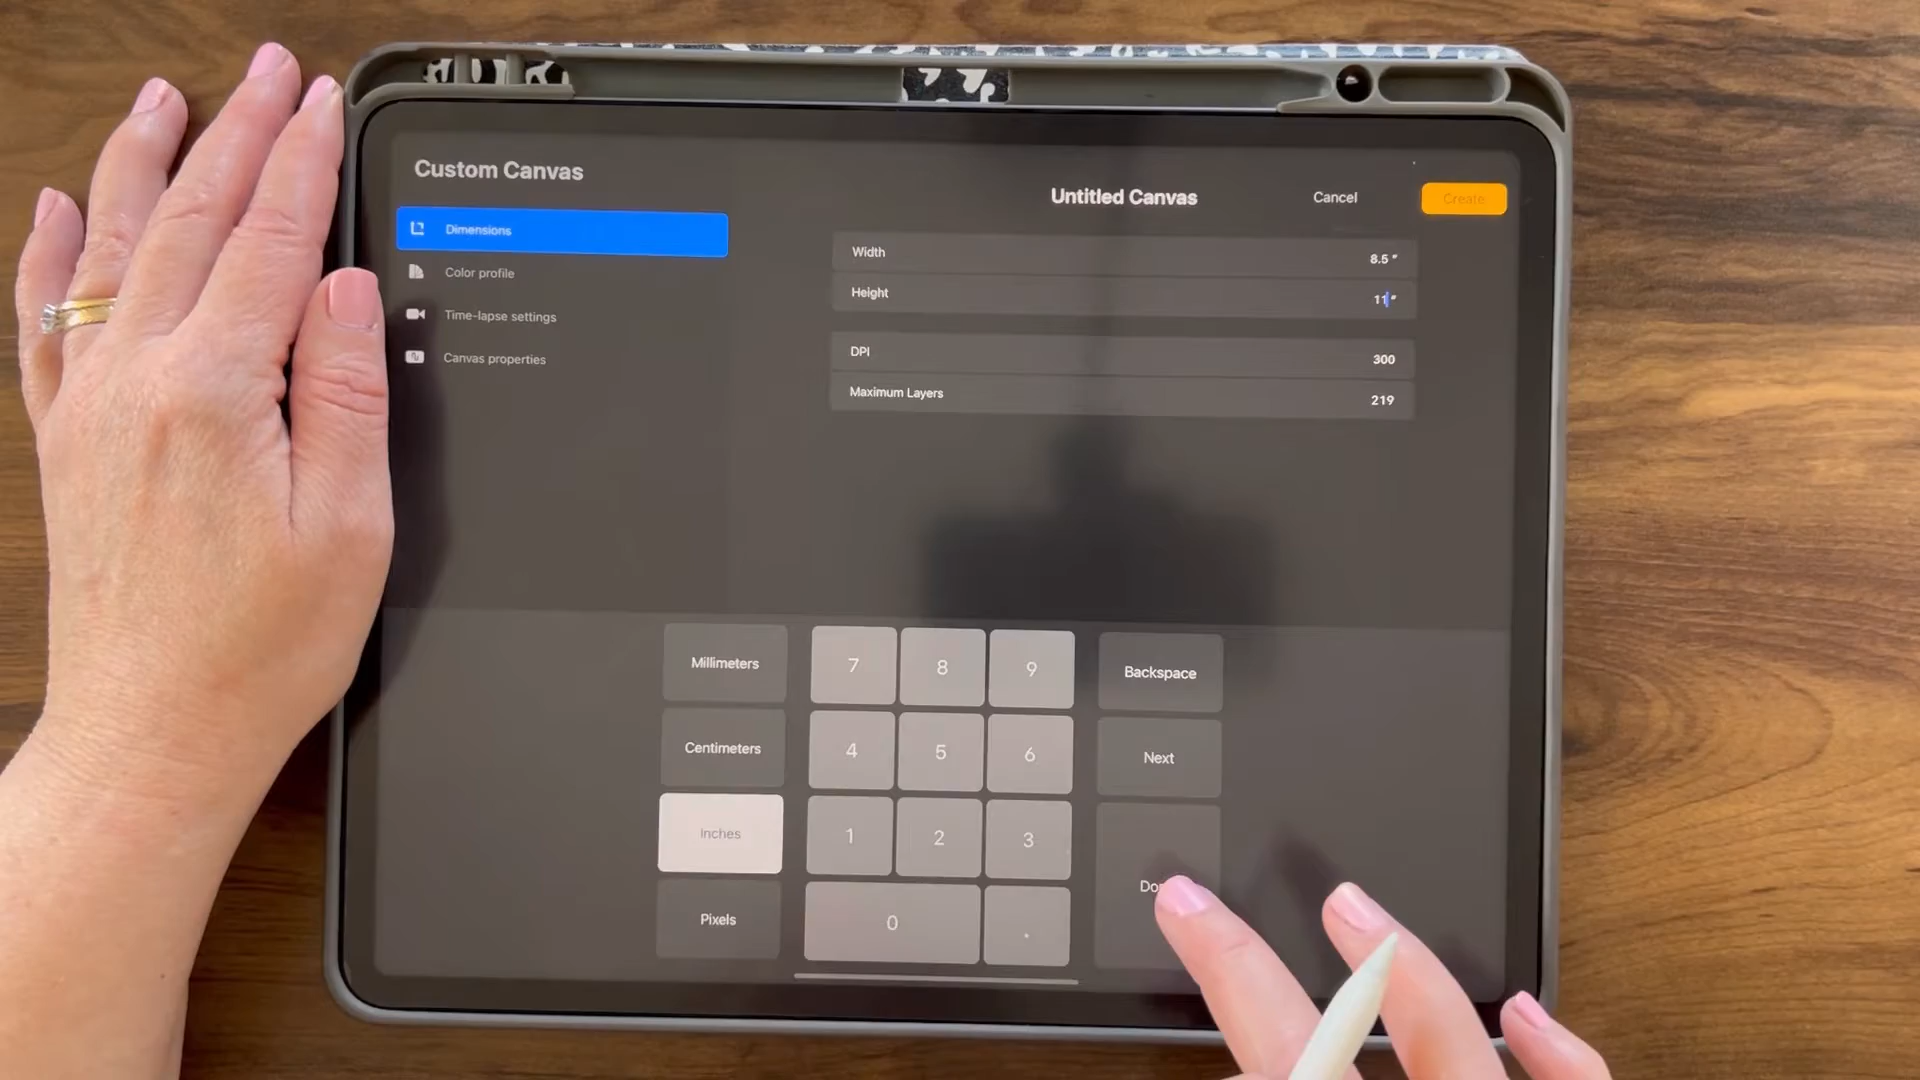 Custom Canvas
Untitled Canvas
Cancel
Create
Dimensions
Color profile
Time-lapse settings
Canvas properties
Width
8.5 "
Height
11 "
DPI
300
Maximum Layers
219
Millimeters
7
8
9
Backspace
Centimeters
4
5
6
Next
Inches
1
2
3
Pixels
0
.